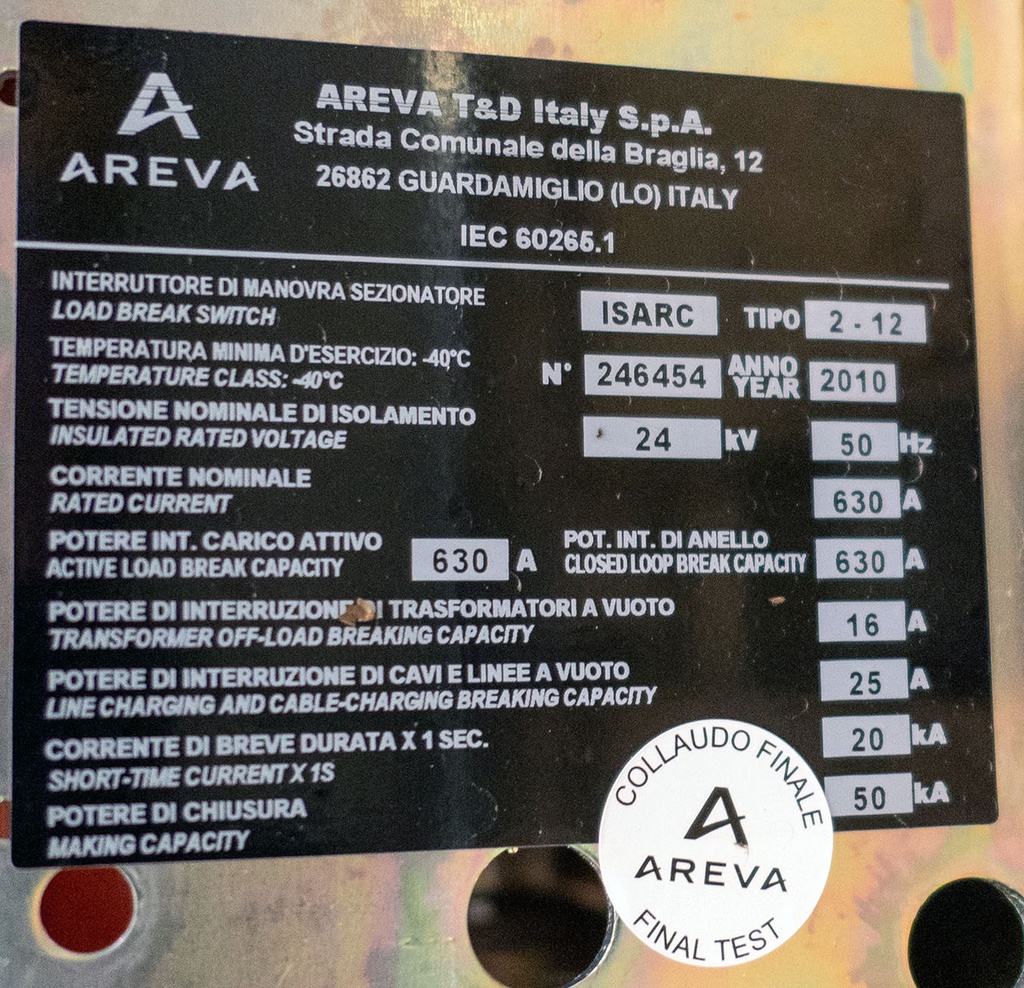 AREVA
AREVA T&D Italy S.p.A.
Strada Comunale della Braglia, 12
26862 GUARDAMIGLIO (LO) ITALY
IEC 60265.1
INTERRUTTORE DI MANOVRA SEZIONATORE
LOAD BREAK SWITCH
ISARC TIPO 2 - 12
TEMPERATURA MINIMA D'ESERCIZIO: -40°C
TEMPERATURE CLASS: -40°C
N° 246454 ANNO YEAR 2010
TENSIONE NOMINALE DI ISOLAMENTO
INSULATED RATED VOLTAGE
24 kV 50 Hz
CORRENTE NOMINALE
RATED CURRENT
630 A
POTERE INT. CARICO ATTIVO
ACTIVE LOAD BREAK CAPACITY
630 A
POT. INT. DI ANELLO
CLOSED LOOP BREAK CAPACITY
630 A
POTERE DI INTERRUZIONE DI TRASFORMATORI A VUOTO
TRANSFORMER OFF-LOAD BREAKING CAPACITY
16 A
POTERE DI INTERRUZIONE DI CAVI E LINEE A VUOTO
LINE CHARGING AND CABLE-CHARGING BREAKING CAPACITY
25 A
CORRENTE DI BREVE DURATA X 1 SEC.
SHORT-TIME CURRENT X 1S
20 kA
POTERE DI CHIUSURA
MAKING CAPACITY
50 kA
COLLAUDO FINALE
AREVA
FINAL TEST